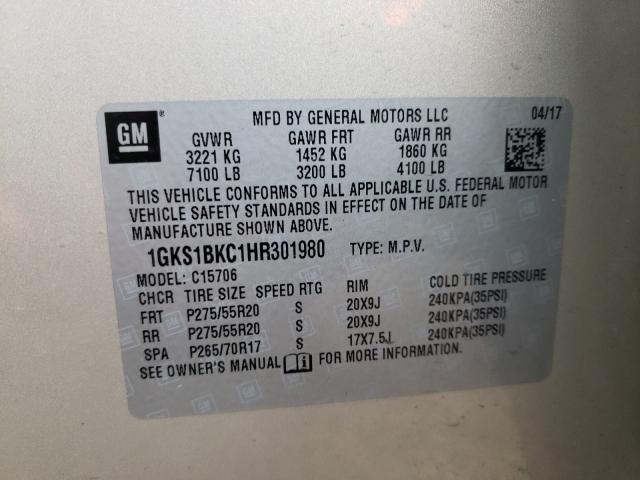 GM
MFD BY GENERAL MOTORS LLC 04/17
GVWR GAWR FRT GAWR RR
3221 KG 1452 KG 1860 KG
7100 LB 3200 LB 4100 LB
THIS VEHICLE CONFORMS TO ALL APPLICABLE U.S. FEDERAL MOTOR
VEHICLE SAFETY STANDARDS IN EFFECT ON THE DATE OF
MANUFACTURE SHOWN ABOVE.
1GKS1BKC1HR301980 TYPE: M.P.V.
MODEL: C15706
CHCR TIRE SIZE SPEED RTG RIM COLD TIRE PRESSURE
FRT P275/55R20 S 20X9J 240KPA(35PSI)
RR P275/55R20 S 20X9J 240KPA(35PSI)
SPA P265/70R17 S 17X7.5J 240KPA(35PSI)
SEE OWNER'S MANUAL FOR MORE INFORMATION.